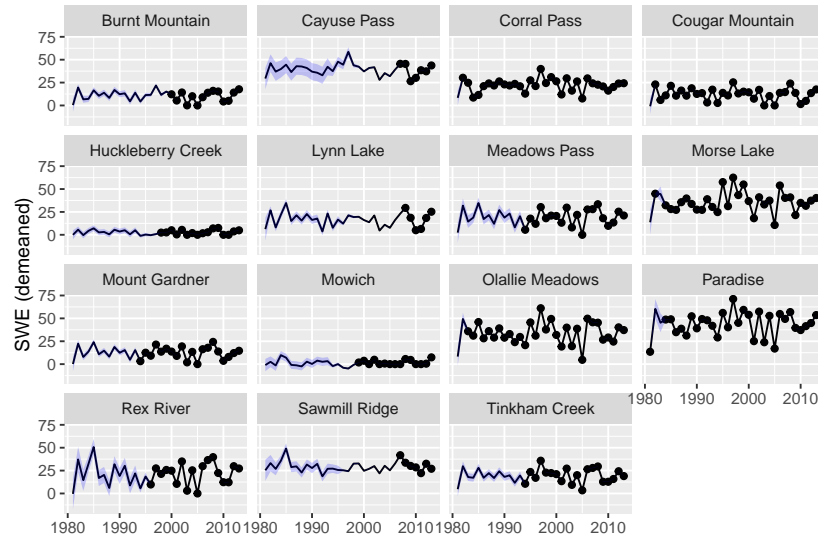 Burnt Mountain Cayuse Pass Corral Pass Cougar Mountain
75
50
25
0
Huckleberry Creek Lynn Lake Meadows Pass Morse Lake
75
50
25
0
SWE (demeaned)
Mount Gardner Mowich Olallie Meadows Paradise
75
50
25
0
1980 1990 2000 2010
Rex River Sawmill Ridge Tinkham Creek
75
50
25
0
1980 1990 2000 2010 1980 1990 2000 2010 1980 1990 2000 2010